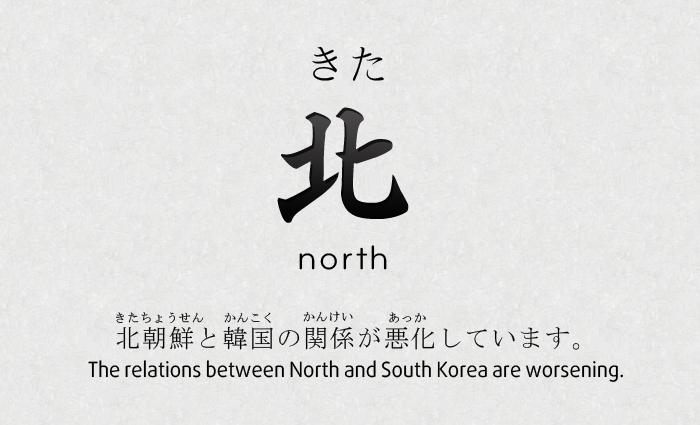 きた
北
north
きたちょうせん かんこく かんけい あっか
北朝鮮と韓国の関係が悪化しています。
The relations between North and South Korea are worsening.